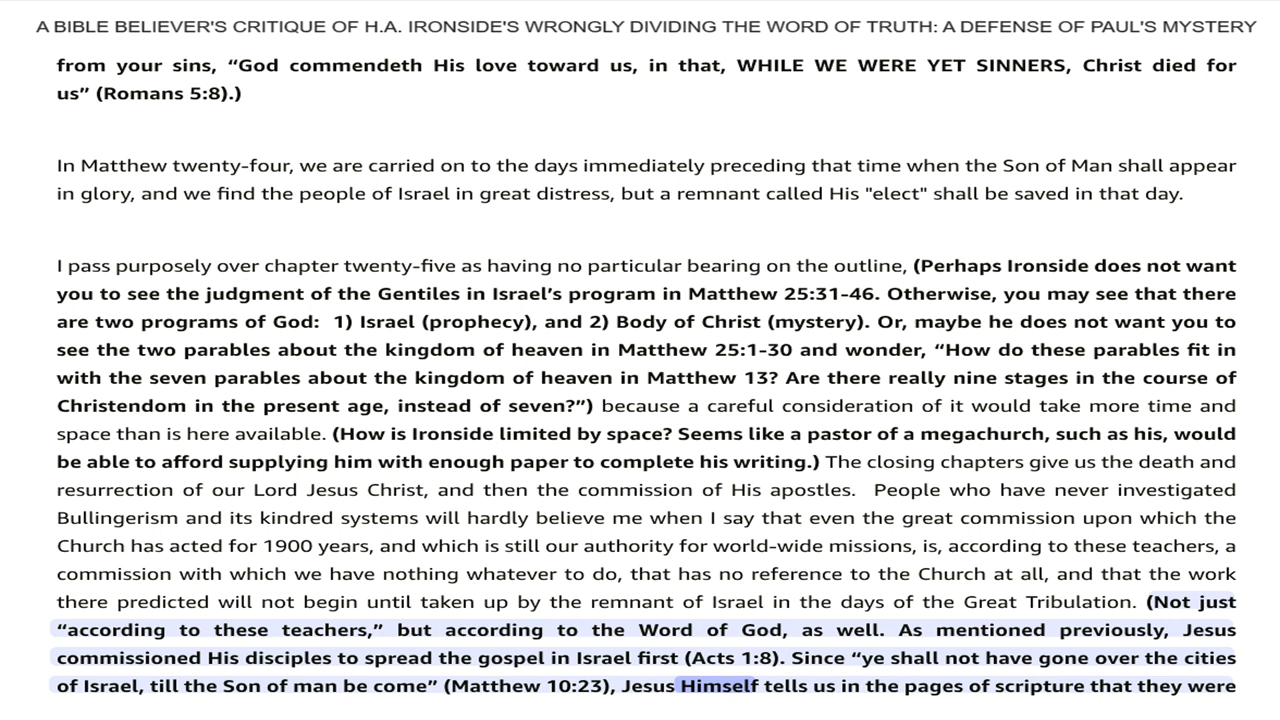 A BIBLE BELIEVER'S CRITIQUE OF H.A. IRONSIDE'S WRONGLY DIVIDING THE WORD OF TRUTH: A DEFENSE OF PAUL'S MYSTERY
from your sins, “God commendeth His love toward us, in that, WHILE WE WERE YET SINNERS, Christ died for
us” (Romans 5:8).)
In Matthew twenty-four, we are carried on to the days immediately preceding that time when the Son of Man shall appear
in glory, and we find the people of Israel in great distress, but a remnant called His "elect" shall be saved in that day.
I pass purposely over chapter twenty-five as having no particular bearing on the outline, (Perhaps Ironside does not want
you to see the judgment of the Gentiles in Israel’s program in Matthew 25:31-46. Otherwise, you may see that there
are two programs of God:  1) Israel (prophecy), and 2) Body of Christ (mystery). Or, maybe he does not want you to
see the two parables about the kingdom of heaven in Matthew 25:1-30 and wonder, “How do these parables fit in
with the seven parables about the kingdom of heaven in Matthew 13? Are there really nine stages in the course of
Christendom in the present age, instead of seven?”) because a careful consideration of it would take more time and
space than is here available. (How is Ironside limited by space? Seems like a pastor of a megachurch, such as his, would
be able to afford supplying him with enough paper to complete his writing.) The closing chapters give us the death and
resurrection of our Lord Jesus Christ, and then the commission of His apostles.  People who have never investigated
Bullingerism and its kindred systems will hardly believe me when I say that even the great commission upon which the
Church has acted for 1900 years, and which is still our authority for world-wide missions, is, according to these teachers, a
commission with which we have nothing whatever to do, that has no reference to the Church at all, and that the work
there predicted will not begin until taken up by the remnant of Israel in the days of the Great Tribulation. (Not just
“according to these teachers,” but according to the Word of God, as well. As mentioned previously, Jesus
commissioned His disciples to spread the gospel in Israel first (Acts 1:8). Since “ye shall not have gone over the cities
of Israel, till the Son of man be come” (Matthew 10:23), Jesus Himself tells us in the pages of scripture that they were